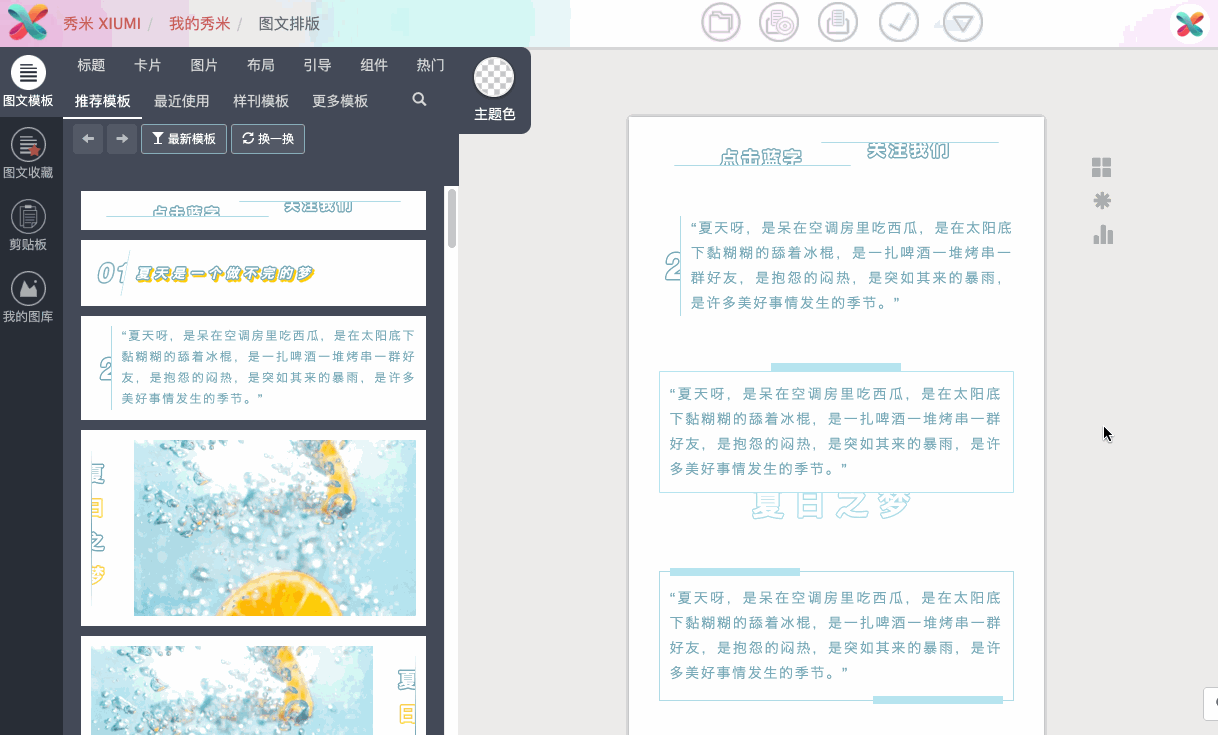 秀米 XIUMI / 我的秀米 / 图文排版
标题 卡片 图片 布局 引导 组件 热门
推荐模板 最近使用 样刊模板 更多模板
主题色
最新模板 换一换
图文模板
图文收藏
剪贴板
我的图库
点击蓝字
关注我们
01 夏天是一个做不完的梦
2
“夏天呀，是呆在空调房里吃西瓜，是在太阳底下
黏糊糊的舔着冰棍，是一扎啤酒一堆烤串一群好
友，是抱怨的闷热，是突如其来的暴雨，是许多
美好事情发生的季节。”
夏
日
之
梦
夏
日
点击蓝字
关注我们
2
“夏天呀，是呆在空调房里吃西瓜，是在太阳底
下黏糊糊的舔着冰棍，是一扎啤酒一堆烤串一
群好友，是抱怨的闷热，是突如其来的暴雨，
是许多美好事情发生的季节。”
“夏天呀，是呆在空调房里吃西瓜，是在太阳底
下黏糊糊的舔着冰棍，是一扎啤酒一堆烤串一群
好友，是抱怨的闷热，是突如其来的暴雨，是许
多美好事情发生的季节。”
夏日之梦
“夏天呀，是呆在空调房里吃西瓜，是在太阳底
下黏糊糊的舔着冰棍，是一扎啤酒一堆烤串一群
好友，是抱怨的闷热，是突如其来的暴雨，是许
多美好事情发生的季节。”